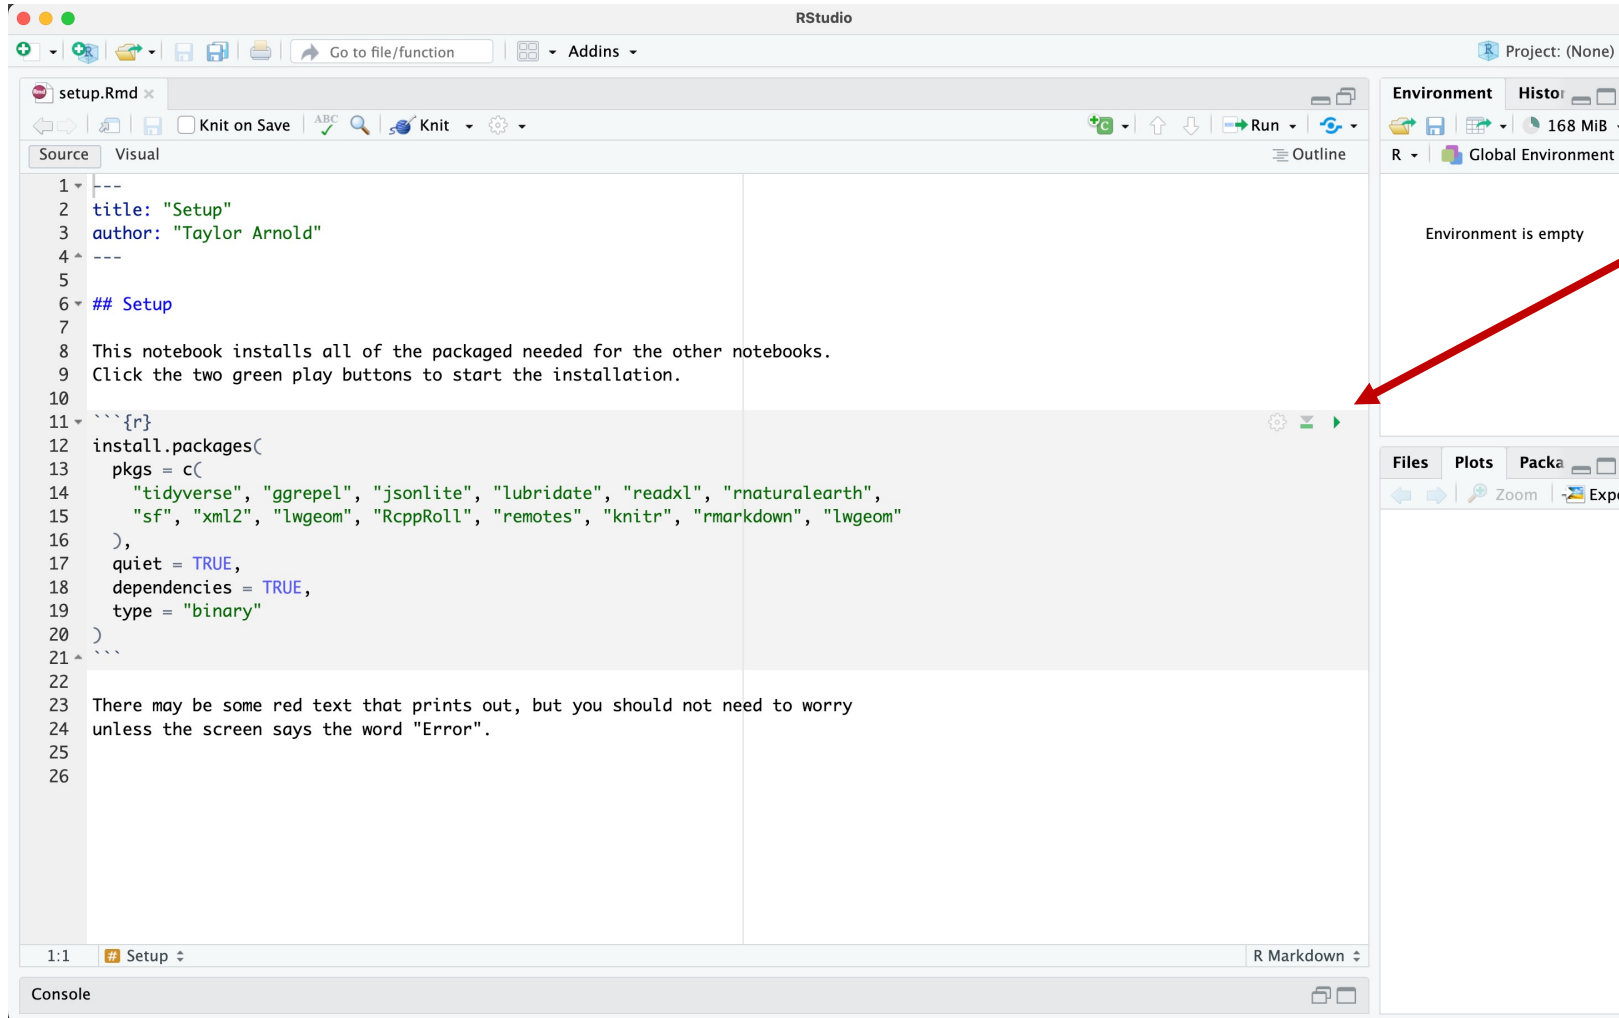 RStudio
Go to file/function Addins Project: (None)
setup.Rmd
Knit on Save ABC Knit Run
Source Visual Outline
1 ---
2 title: "Setup"
3 author: "Taylor Arnold"
4 ---
5
6 ## Setup
7
8 This notebook installs all of the packaged needed for the other notebooks.
9 Click the two green play buttons to start the installation.
10
11 ```{r}
12 install.packages(
13 pkgs = c(
14 "tidyverse", "ggrepel", "jsonlite", "lubridate", "readxl", "rnaturalearth",
15 "sf", "xml2", "lwgeom", "RcppRoll", "remotes", "knitr", "rmarkdown", "lwgeom"
16 ),
17 quiet = TRUE,
18 dependencies = TRUE,
19 type = "binary"
20 )
21 ```
22
23 There may be some red text that prints out, but you should not need to worry
24 unless the screen says the word "Error".
25
26
1:1 # Setup R Markdown
Console
Environment Histor
168 MiB
R Global Environment
Environment is empty
Files Plots Packa
Zoom Expo